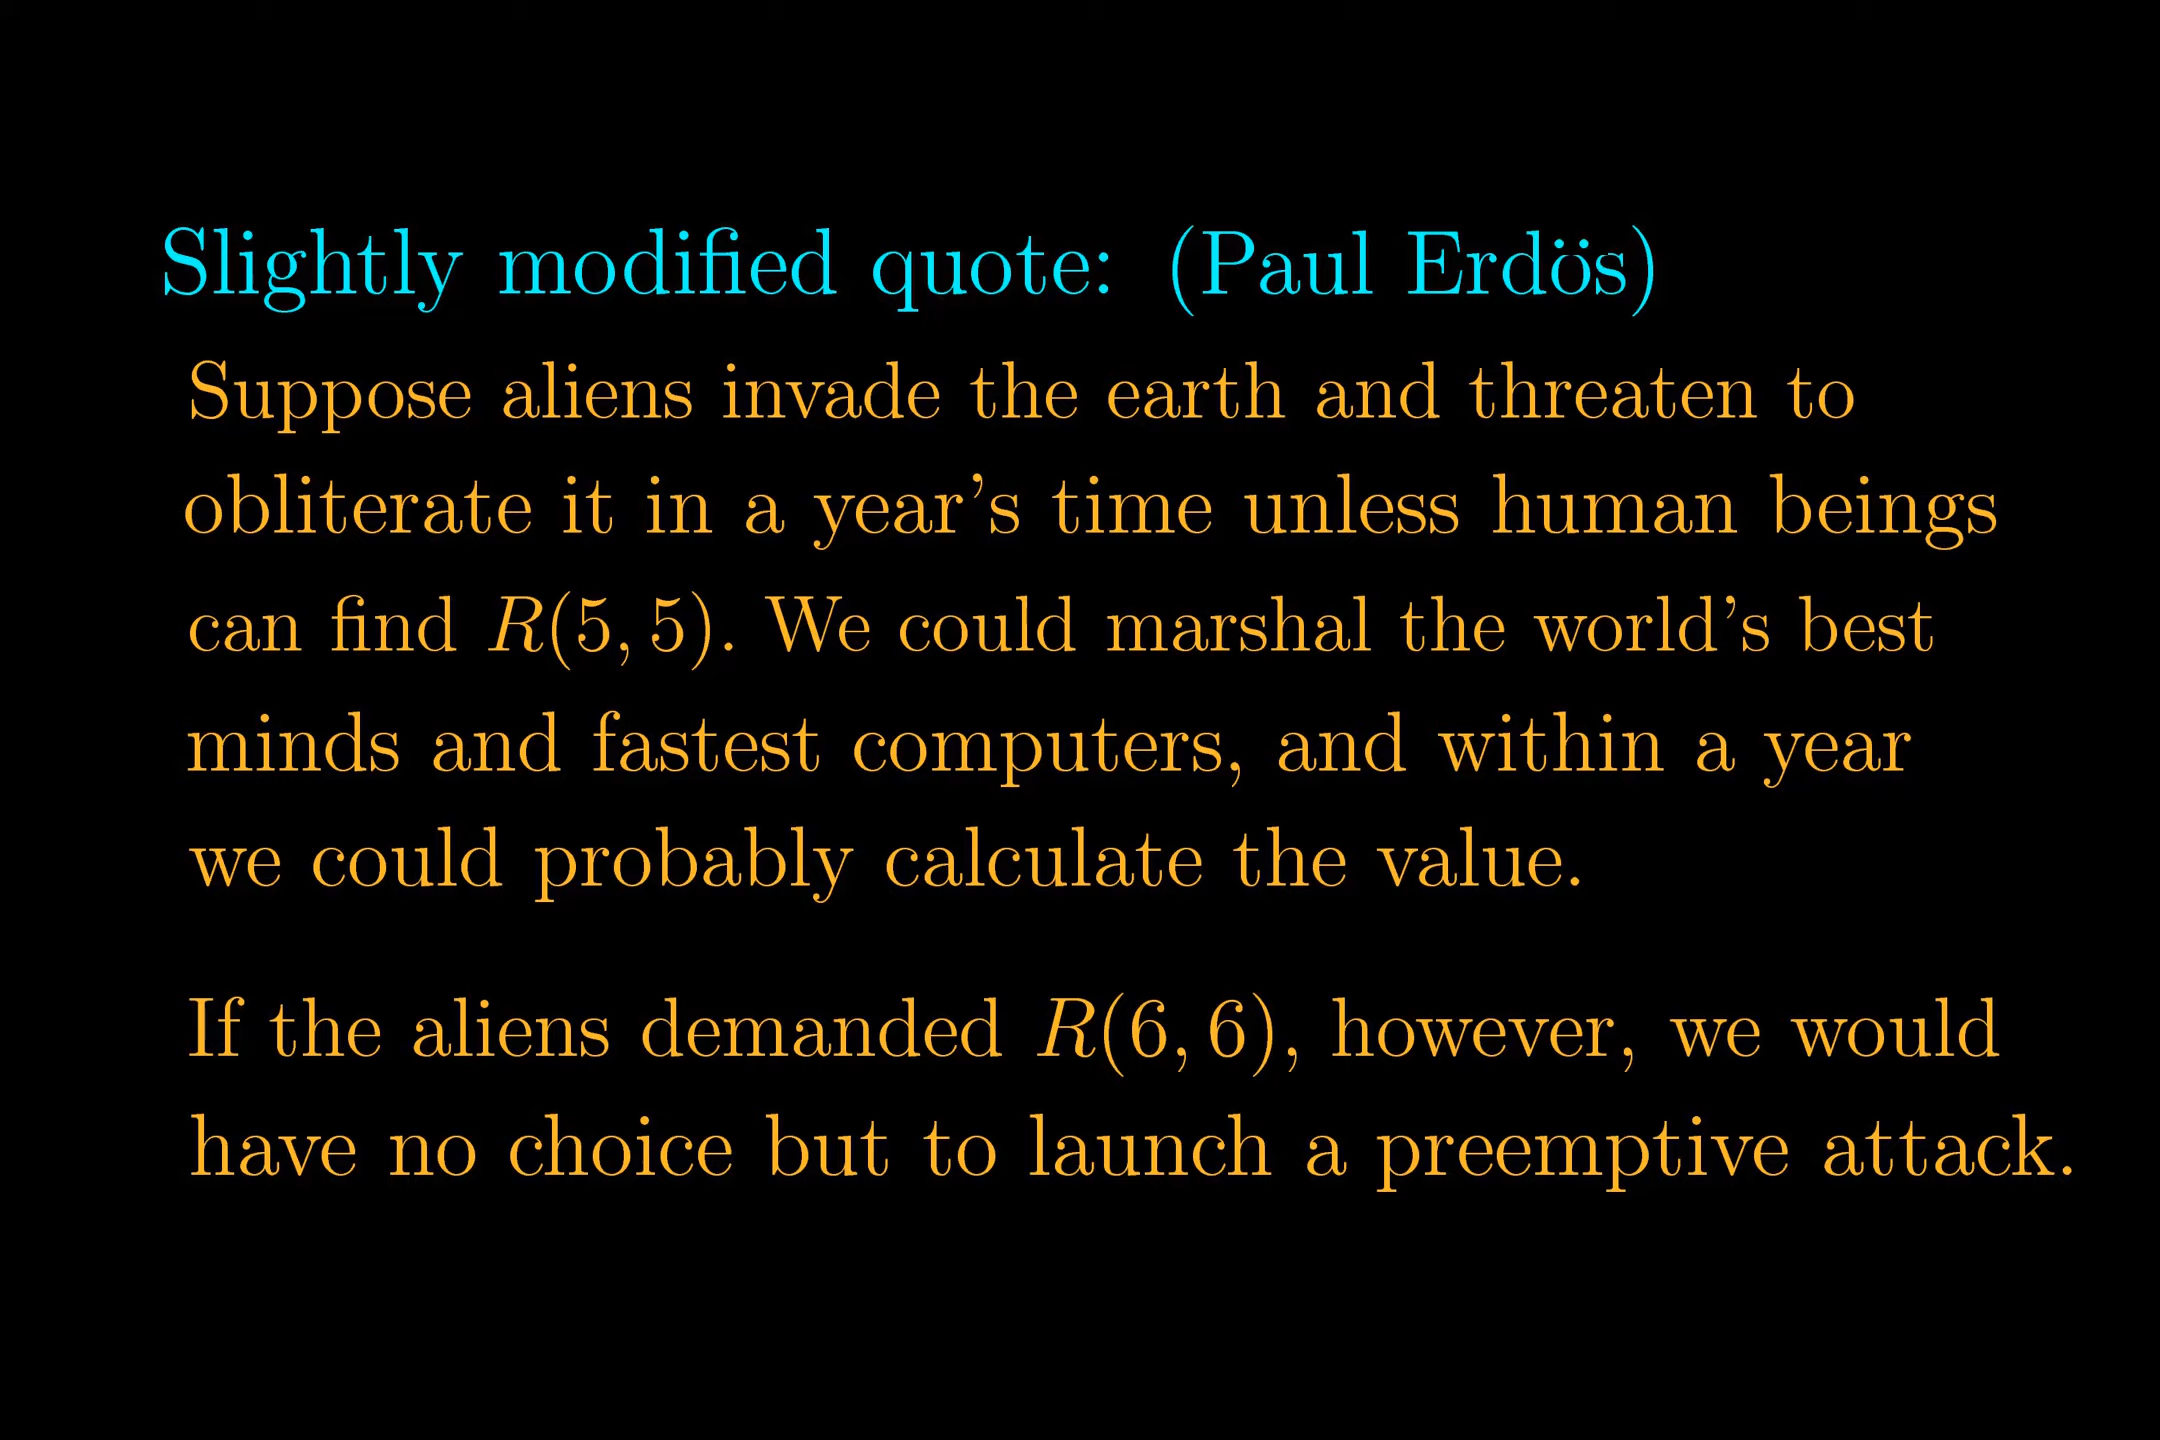 Slightly modified quote: (Paul Erdös)
Suppose aliens invade the earth and threaten to
obliterate it in a year's time unless human beings
can find R(5, 5). We could marshal the world's best
minds and fastest computers, and within a year
we could probably calculate the value.
If the aliens demanded R(6, 6), however, we would
have no choice but to launch a preemptive attack.